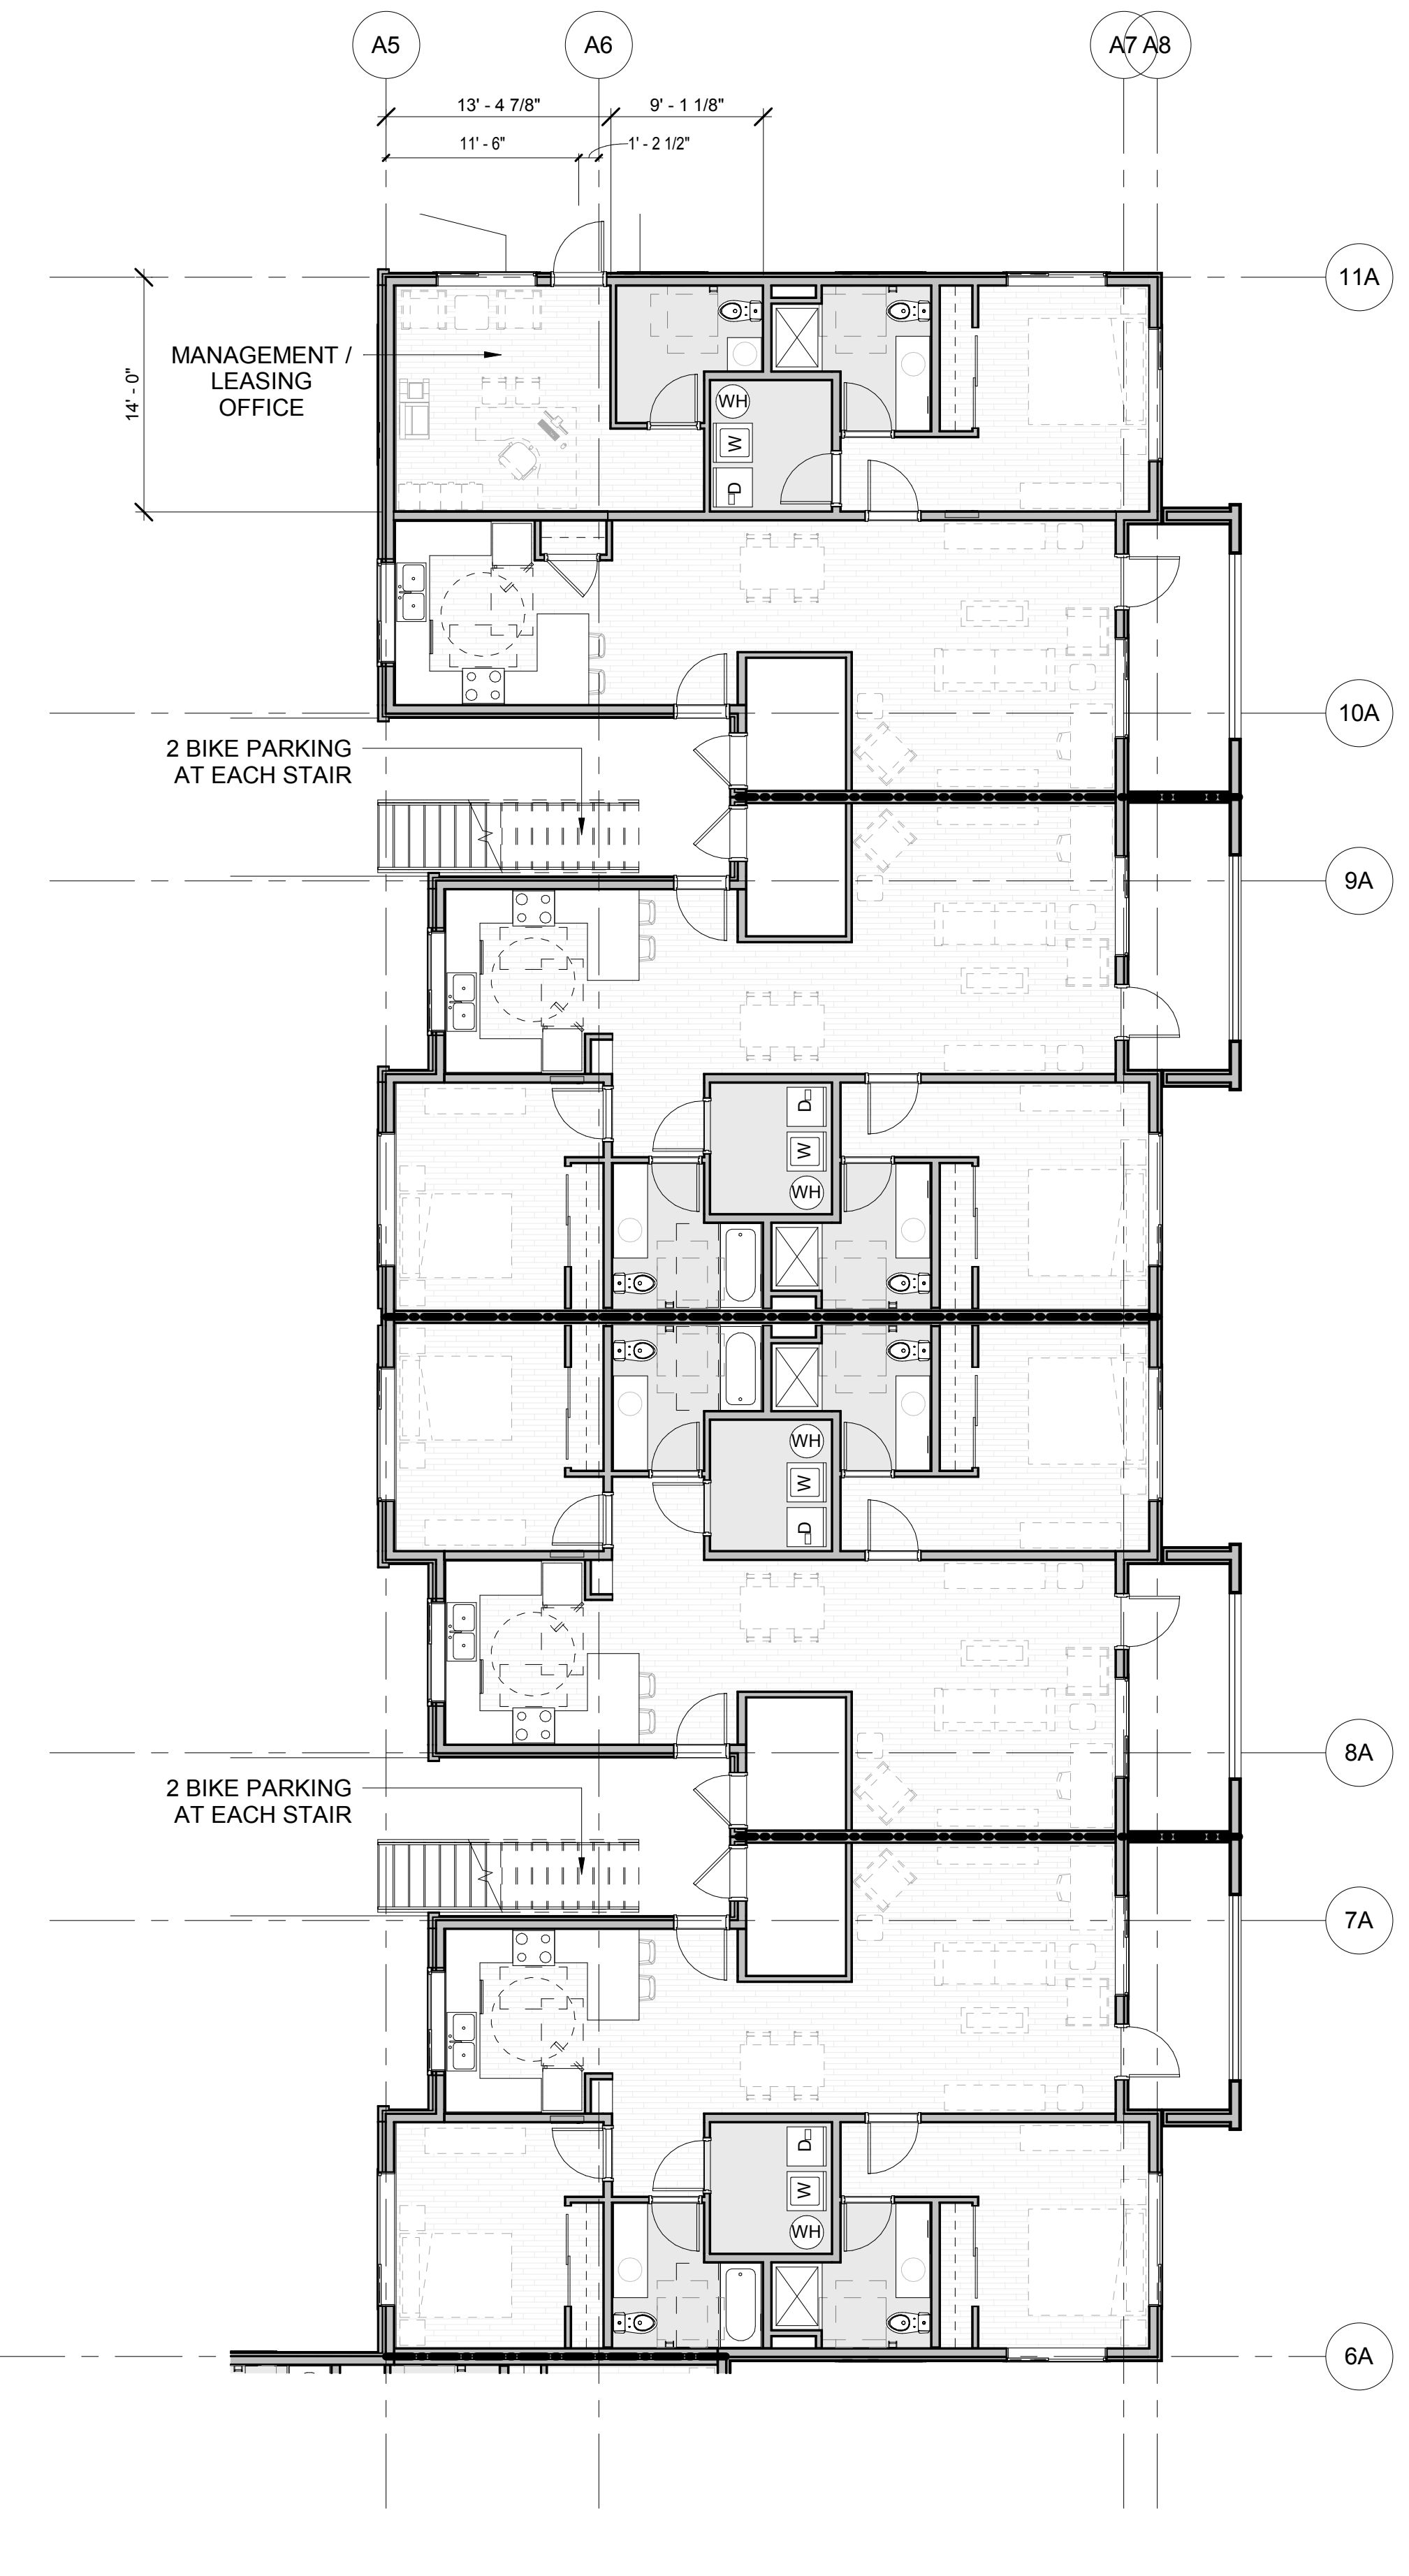 A5
A6
A7
A8
13' - 4 7/8"
9' - 1 1/8"
11' - 6"
1' - 2 1/2"
11A
14' - 0"
MANAGEMENT /
LEASING
OFFICE
WH
W
D
10A
2 BIKE PARKING
AT EACH STAIR
9A
D
W
WH
WH
W
D
8A
2 BIKE PARKING
AT EACH STAIR
7A
D
W
WH
6A